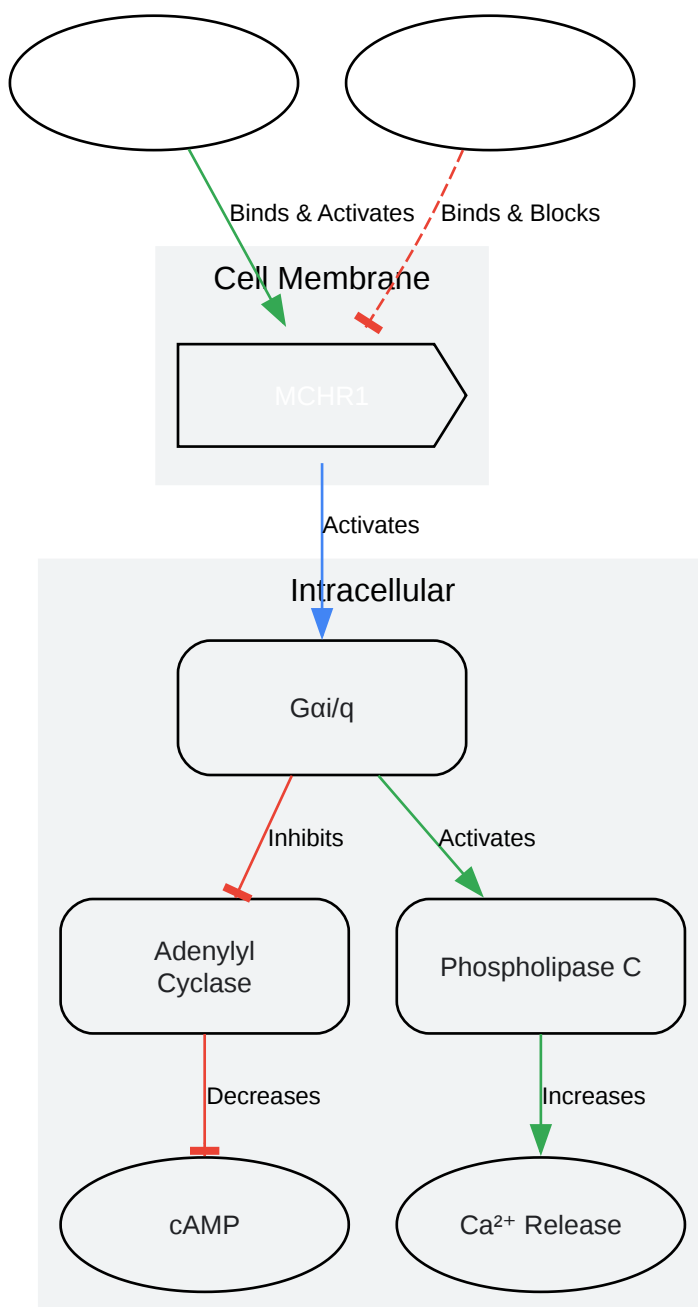 Binds & Activates
Binds & Blocks
Cell Membrane
MCHR1
Activates
Intracellular
Gαi/q
Inhibits
Activates
Adenylyl
Cyclase
Phospholipase C
Decreases
Increases
cAMP
Ca²⁺ Release